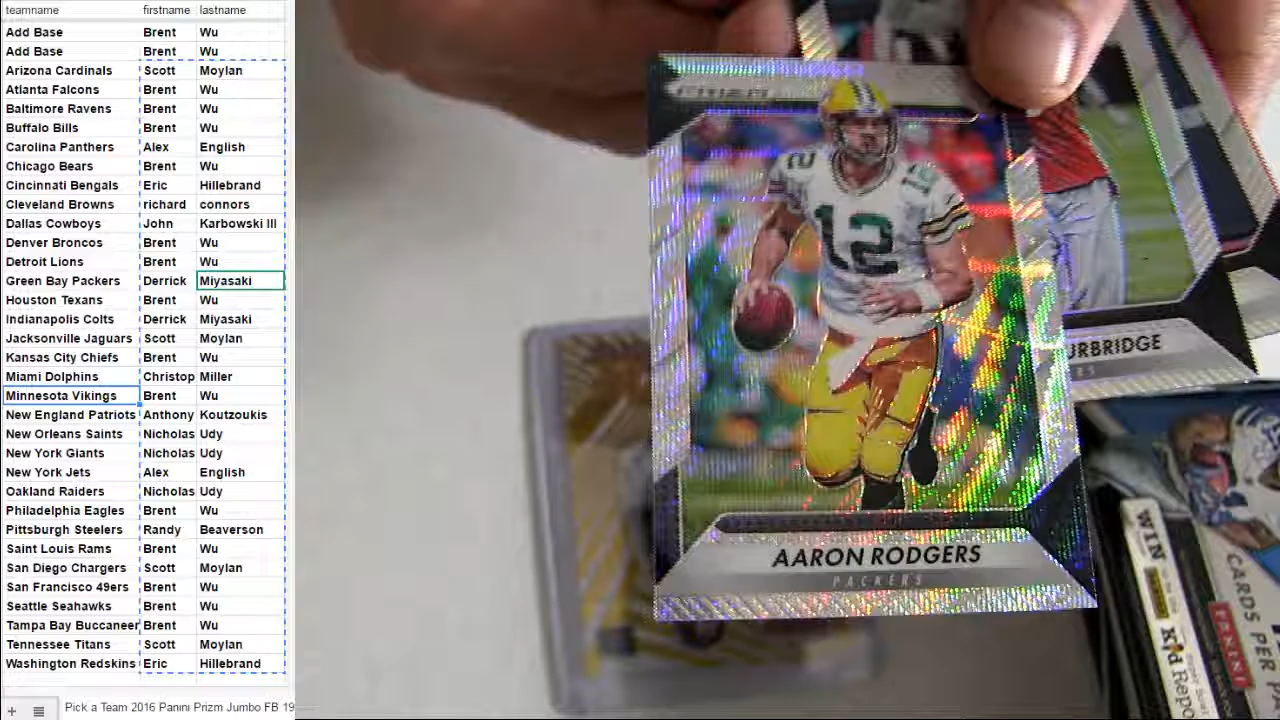 teamname firstname lastname
Add Base Brent Wu
Add Base Brent Wu
Arizona Cardinals Scott Moylan
Atlanta Falcons Brent Wu
Baltimore Ravens Brent Wu
Buffalo Bills Brent Wu
Carolina Panthers Alex English
Chicago Bears Brent Wu
Cincinnati Bengals Eric Hillebrand
Cleveland Browns richard connors
Dallas Cowboys John Karbowski III
Denver Broncos Brent Wu
Detroit Lions Brent Wu
Green Bay Packers Derrick Miyasaki
Houston Texans Brent Wu
Indianapolis Colts Derrick Miyasaki
Jacksonville Jaguars Scott Moylan
Kansas City Chiefs Brent Wu
Miami Dolphins Christop Miller
Minnesota Vikings Brent Wu
New England Patriots Anthony Koutzoukis
New Orleans Saints Nicholas Udy
New York Giants Nicholas Udy
New York Jets Alex English
Oakland Raiders Nicholas Udy
Philadelphia Eagles Brent Wu
Pittsburgh Steelers Randy Beaverson
Saint Louis Rams Brent Wu
San Diego Chargers Scott Moylan
San Francisco 49ers Brent Wu
Seattle Seahawks Brent Wu
Tampa Bay Buccaneer Brent Wu
Tennessee Titans Scott Moylan
Washington Redskins Eric Hillebrand
Pick a Team 2016 Panini Prizm Jumbo FB 19
12
12
12
AARON RODGERS
PACKERS
URBRIDGE
ERS
WIN
Kid Repo
CARDS PER PA
PANINI